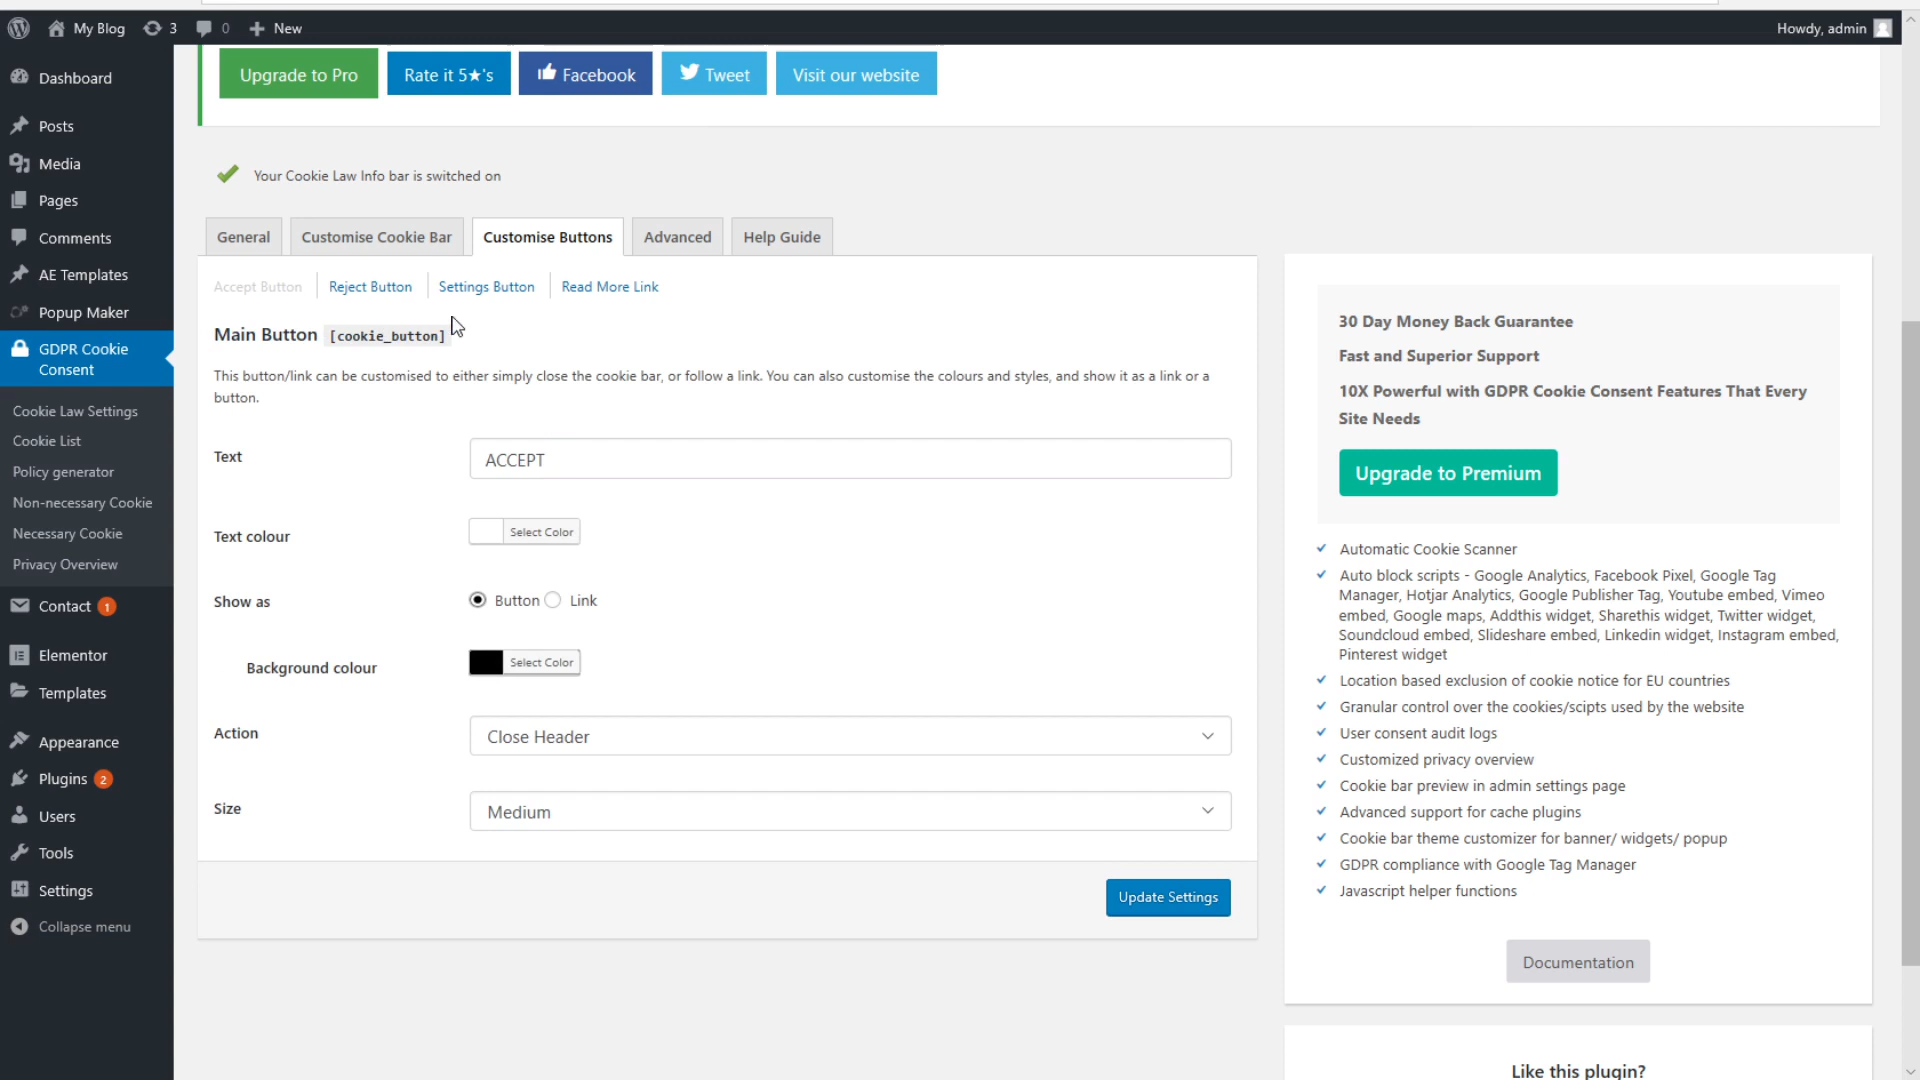 My Blog 3 0 New Howdy, admin
Dashboard
Posts
Media
Pages
Comments
AE Templates
Popup Maker
GDPR Cookie
Consent
Cookie Law Settings
Cookie List
Policy generator
Non-necessary Cookie
Necessary Cookie
Privacy Overview
Contact 1
Elementor
Templates
Appearance
Plugins 2
Users
Tools
Settings
Collapse menu
Upgrade to Pro Rate it 5★'s Facebook Tweet Visit our website
Your Cookie Law Info bar is switched on
General Customise Cookie Bar Customise Buttons Advanced Help Guide
Accept Button Reject Button Settings Button Read More Link
Main Button [cookie_button]
This button/link can be customised to either simply close the cookie bar, or follow a link. You can also customise the colours and styles, and show it as a link or a
button.
Text ACCEPT
Text colour Select Color
Show as Button Link
Background colour Select Color
Action Close Header
Size Medium
Update Settings
30 Day Money Back Guarantee
Fast and Superior Support
10X Powerful with GDPR Cookie Consent Features That Every
Site Needs
Upgrade to Premium
Automatic Cookie Scanner
Auto block scripts - Google Analytics, Facebook Pixel, Google Tag
Manager, Hotjar Analytics, Google Publisher Tag, Youtube embed, Vimeo
embed, Google maps, Addthis widget, Sharethis widget, Twitter widget,
Soundcloud embed, Slideshare embed, Linkedin widget, Instagram embed,
Pinterest widget
Location based exclusion of cookie notice for EU countries
Granular control over the cookies/scipts used by the website
User consent audit logs
Customized privacy overview
Cookie bar preview in admin settings page
Advanced support for cache plugins
Cookie bar theme customizer for banner/ widgets/ popup
GDPR compliance with Google Tag Manager
Javascript helper functions
Documentation
Like this plugin?